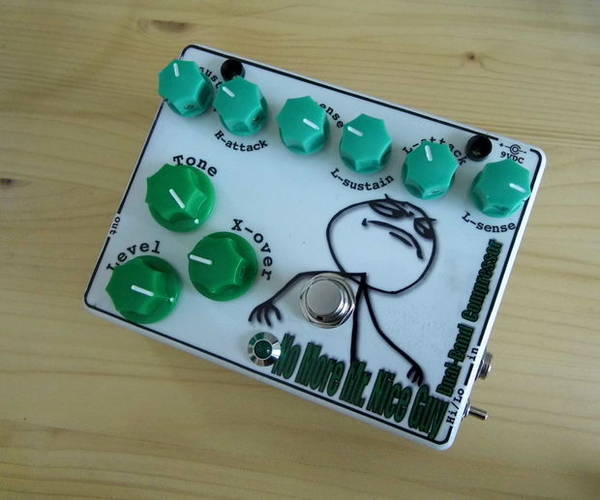 H-attack
L-sustain
L-attack
L-sense
9VDC
Tone
X-over
Level
out
in
Hi/Lo
No More Mr. Nice Guy
Dual-Band Compressor